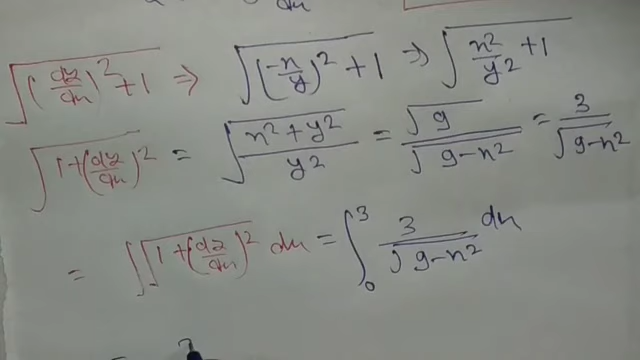 √((dy/dx)² + 1) ⇒ √((-x/y)² + 1) ⇒ √(x²/y² + 1)
√(1+(dy/dx)²) = √((x² + y²)/y²) = √9/√(9-x²) = 3/√(9-x²)
= ∫√(1+(dy/dx)²) dx = ∫₀³ 3/√(9-x²) dx
=